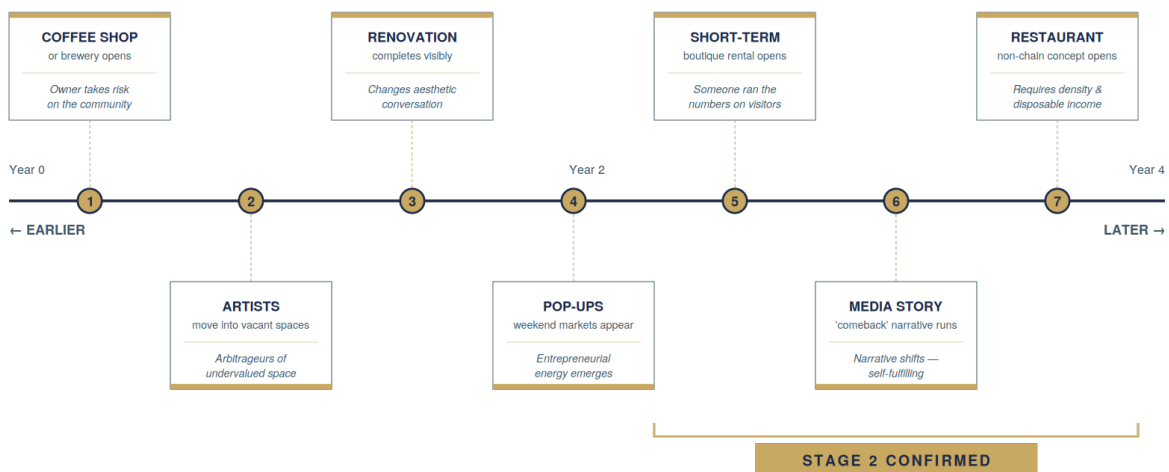 COFFEE SHOP
or brewery opens
Owner takes risk
on the community
RENOVATION
completes visibly
Changes aesthetic
conversation
SHORT-TERM
boutique rental opens
Someone ran the
numbers on visitors
RESTAURANT
non-chain concept opens
Requires density &
disposable income
Year 0
Year 2
Year 4
1
2
3
4
5
6
7
← EARLIER
LATER →
ARTISTS
move into vacant spaces
Arbitrageurs of
undervalued space
POP-UPS
weekend markets appear
Entrepreneurial
energy emerges
MEDIA STORY
'comeback' narrative runs
Narrative shifts —
self-fulfilling
STAGE 2 CONFIRMED